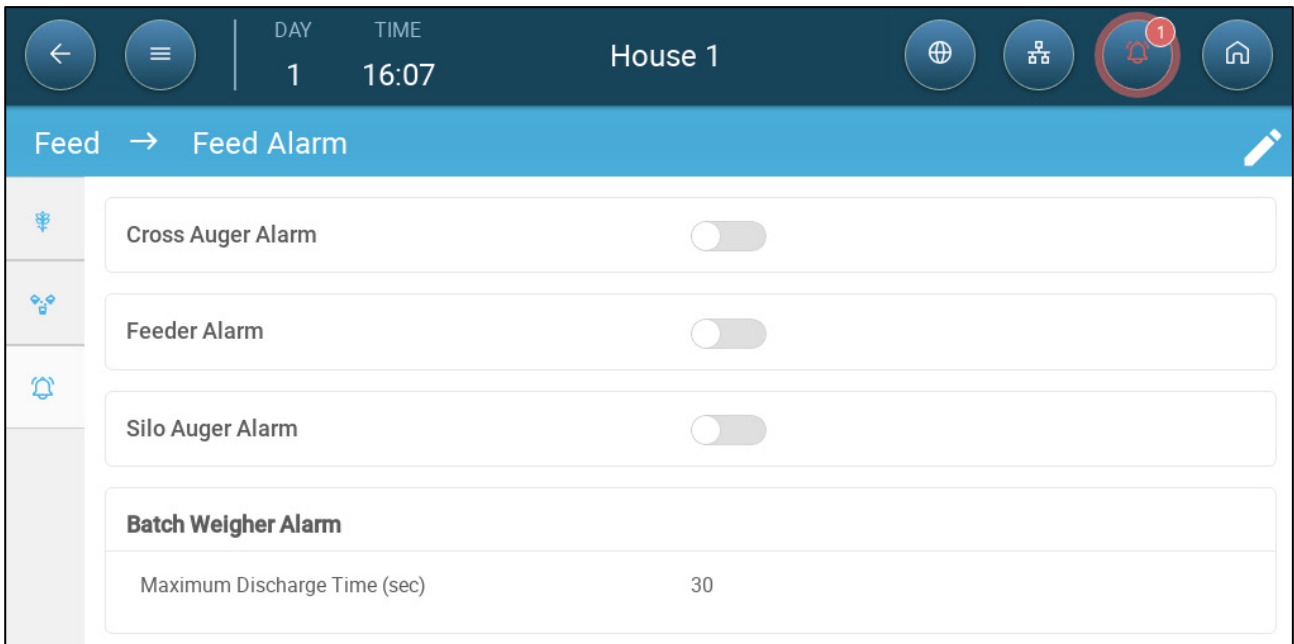 DAY TIME
1 16:07
House 1
1
Feed → Feed Alarm
Cross Auger Alarm
Feeder Alarm
Silo Auger Alarm
Batch Weigher Alarm
Maximum Discharge Time (sec) 30